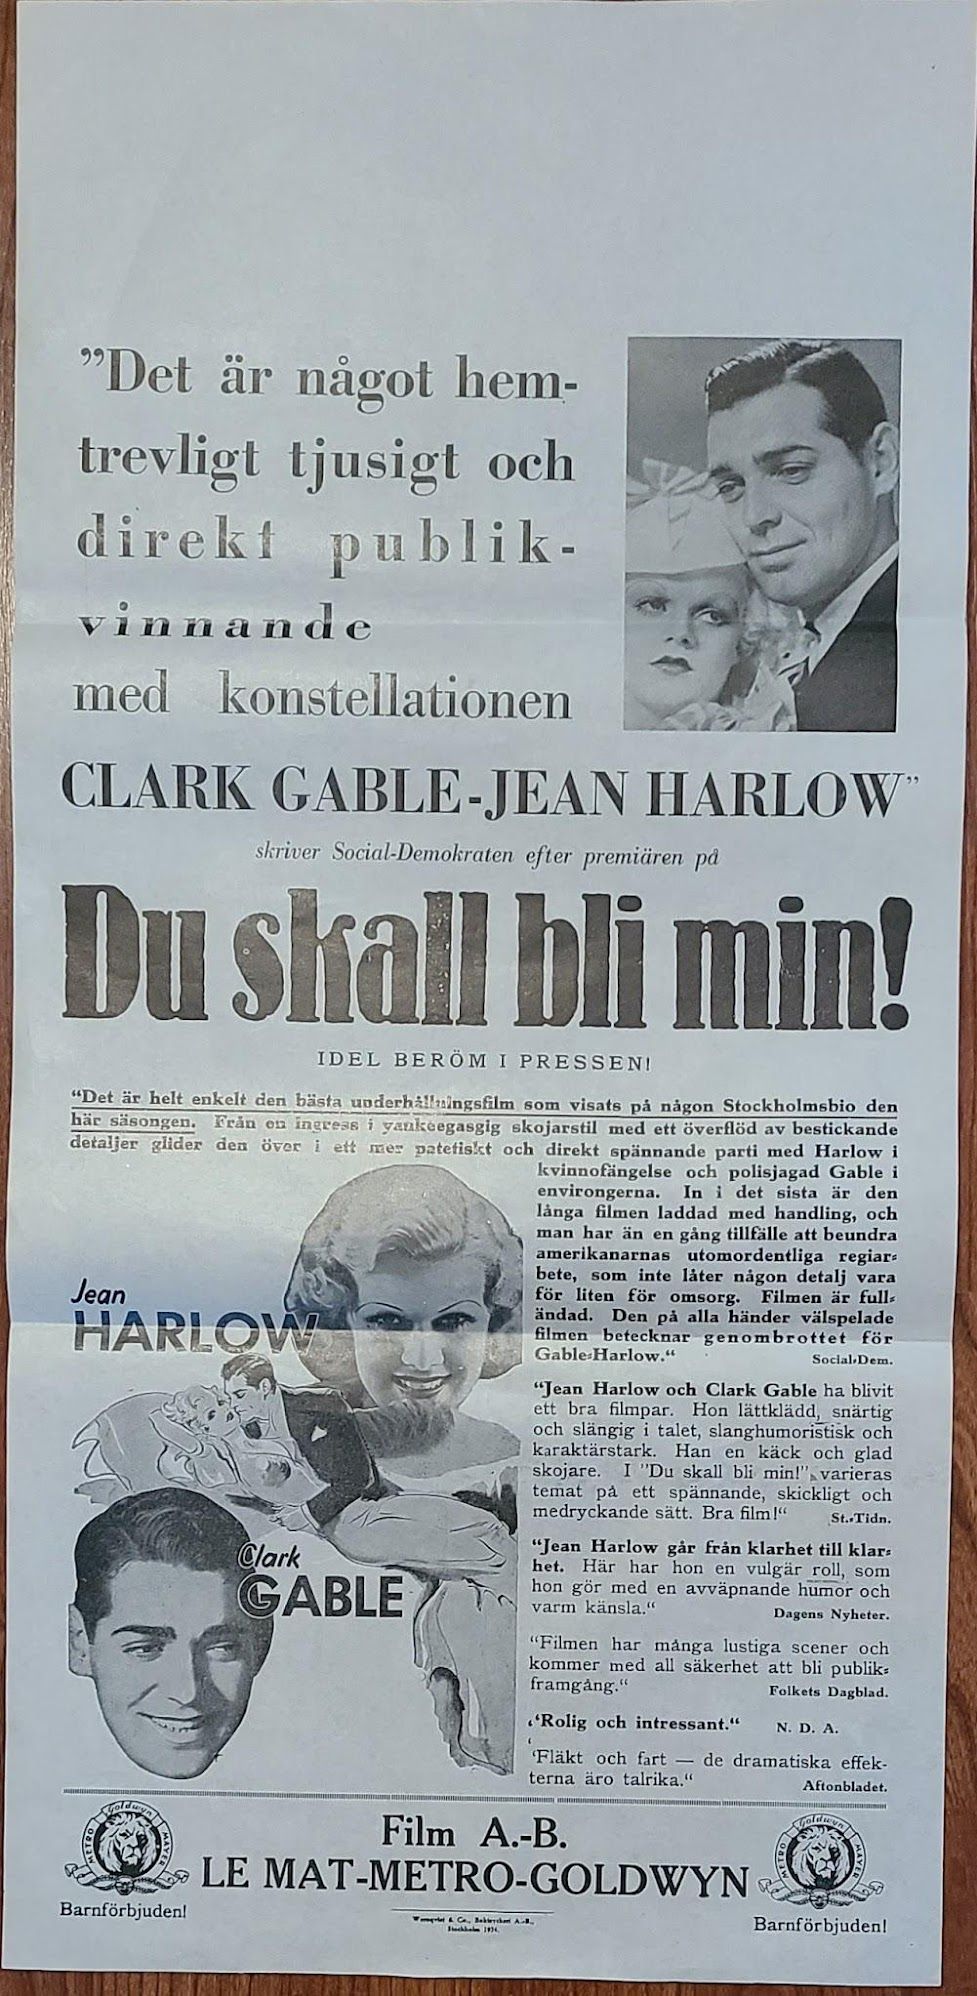 ”Det är något hem-
trevligt tjusigt och
direkt publik-
vinnande
med konstellationen
CLARK GABLE-JEAN HARLOW”
skriver Social-Demokraten efter premiären på
Du skall bli min!
IDEL BERÖM I PRESSEN!
“Det är helt enkelt den bästa underhållningsfilm som visats på någon Stockholmsbio den
här säsongen. Från en ingress i yankeegasgig skojarstil med ett överflöd av bestickande
detaljer glider den över i ett mer patetiskt och direkt spännande parti med Harlow i
kvinnofängelse och polisjagad Gable i
environgerna. In i det sista är den
långa filmen laddad med handling, och
man har än en gång tillfälle att beundra
amerikanarnas utomordentliga regiar-
bete, som inte låter någon detalj vara
för liten för omsorg. Filmen är full-
ändad. Den på alla händer välspelade
filmen betecknar genombrottet för
Gable-Harlow.“ Social-Dem.
“Jean Harlow och Clark Gable ha blivit
ett bra filmpar. Hon lättklädd, snärtig
och slängig i talet, slanghumoristisk och
karaktärstark. Han en käck och glad
skojare. I ”Du skall bli min!” varieras
temat på ett spännande, skickligt och
medryckande sätt. Bra film!“ St.-Tidn.
“Jean Harlow går från klarhet till klar-
het. Här har hon en vulgär roll, som
hon gör med en avväpnande humor och
varm känsla.“ Dagens Nyheter.
“Filmen har många lustiga scener och
kommer med all säkerhet att bli publik-
framgång.“ Folkets Dagblad.
“Rolig och intressant.“ N. D. A.
‘Fläkt och fart — de dramatiska effek-
terna äro talrika.“ Aftonbladet.
Jean
HARLOW
Clark
GABLE
METRO Goldwyn MAYER
Barnförbjuden!
Film A.-B.
LE MAT-METRO-GOLDWYN
Wennqvist & Co., Boktryckeri A.-B.,
Stockholm 1934.
METRO Goldwyn MAYER
Barnförbjuden!